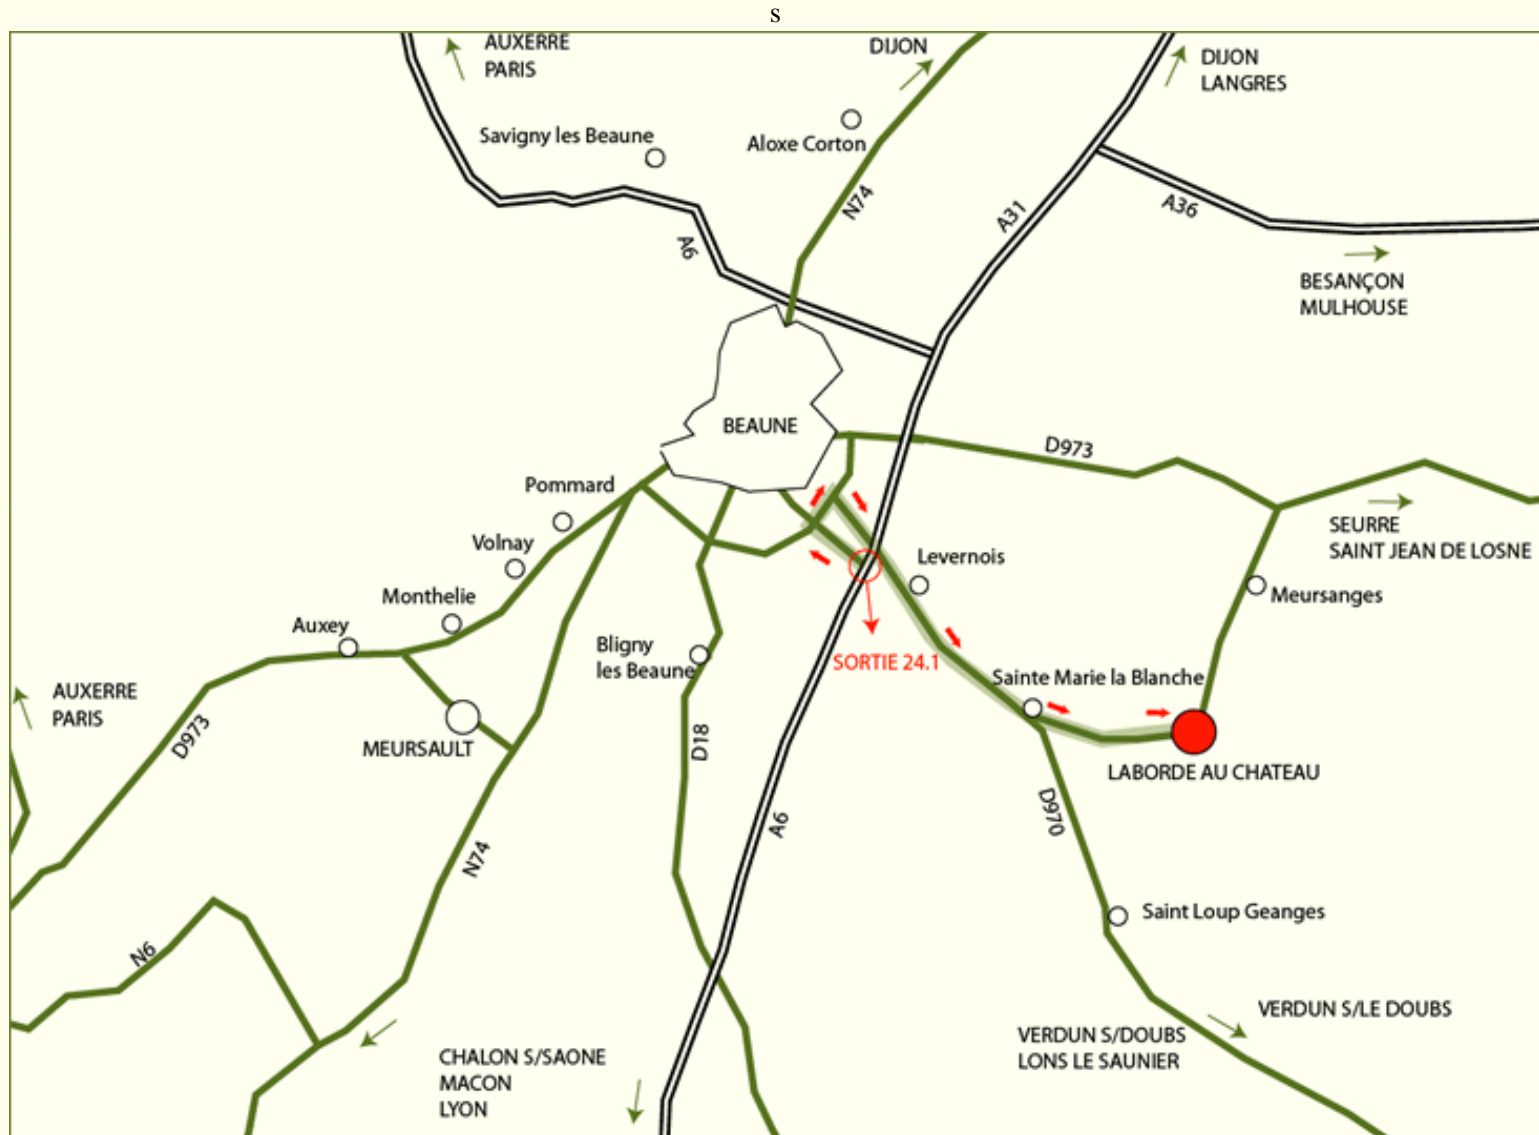 s
AUXERRE
PARIS
DIJON
DIJON
LANGRES
Savigny les Beaune
Aloxe Corton
N74
A31
A36
A6
BESANÇON
MULHOUSE
BEAUNE
D973
Pommard
SEURRE
SAINT JEAN DE LOSNE
Volnay
Levernois
Monthelie
Meursanges
Auxey
Bligny
les Beaune
SORTIE 24.1
Sainte Marie la Blanche
AUXERRE
PARIS
D973
MEURSAULT
D18
LABORDE AU CHATEAU
A6
D970
N74
Saint Loup Geanges
N6
VERDUN S/LE DOUBS
VERDUN S/DOUBS
LONS LE SAUNIER
CHALON S/SAONE
MACON
LYON